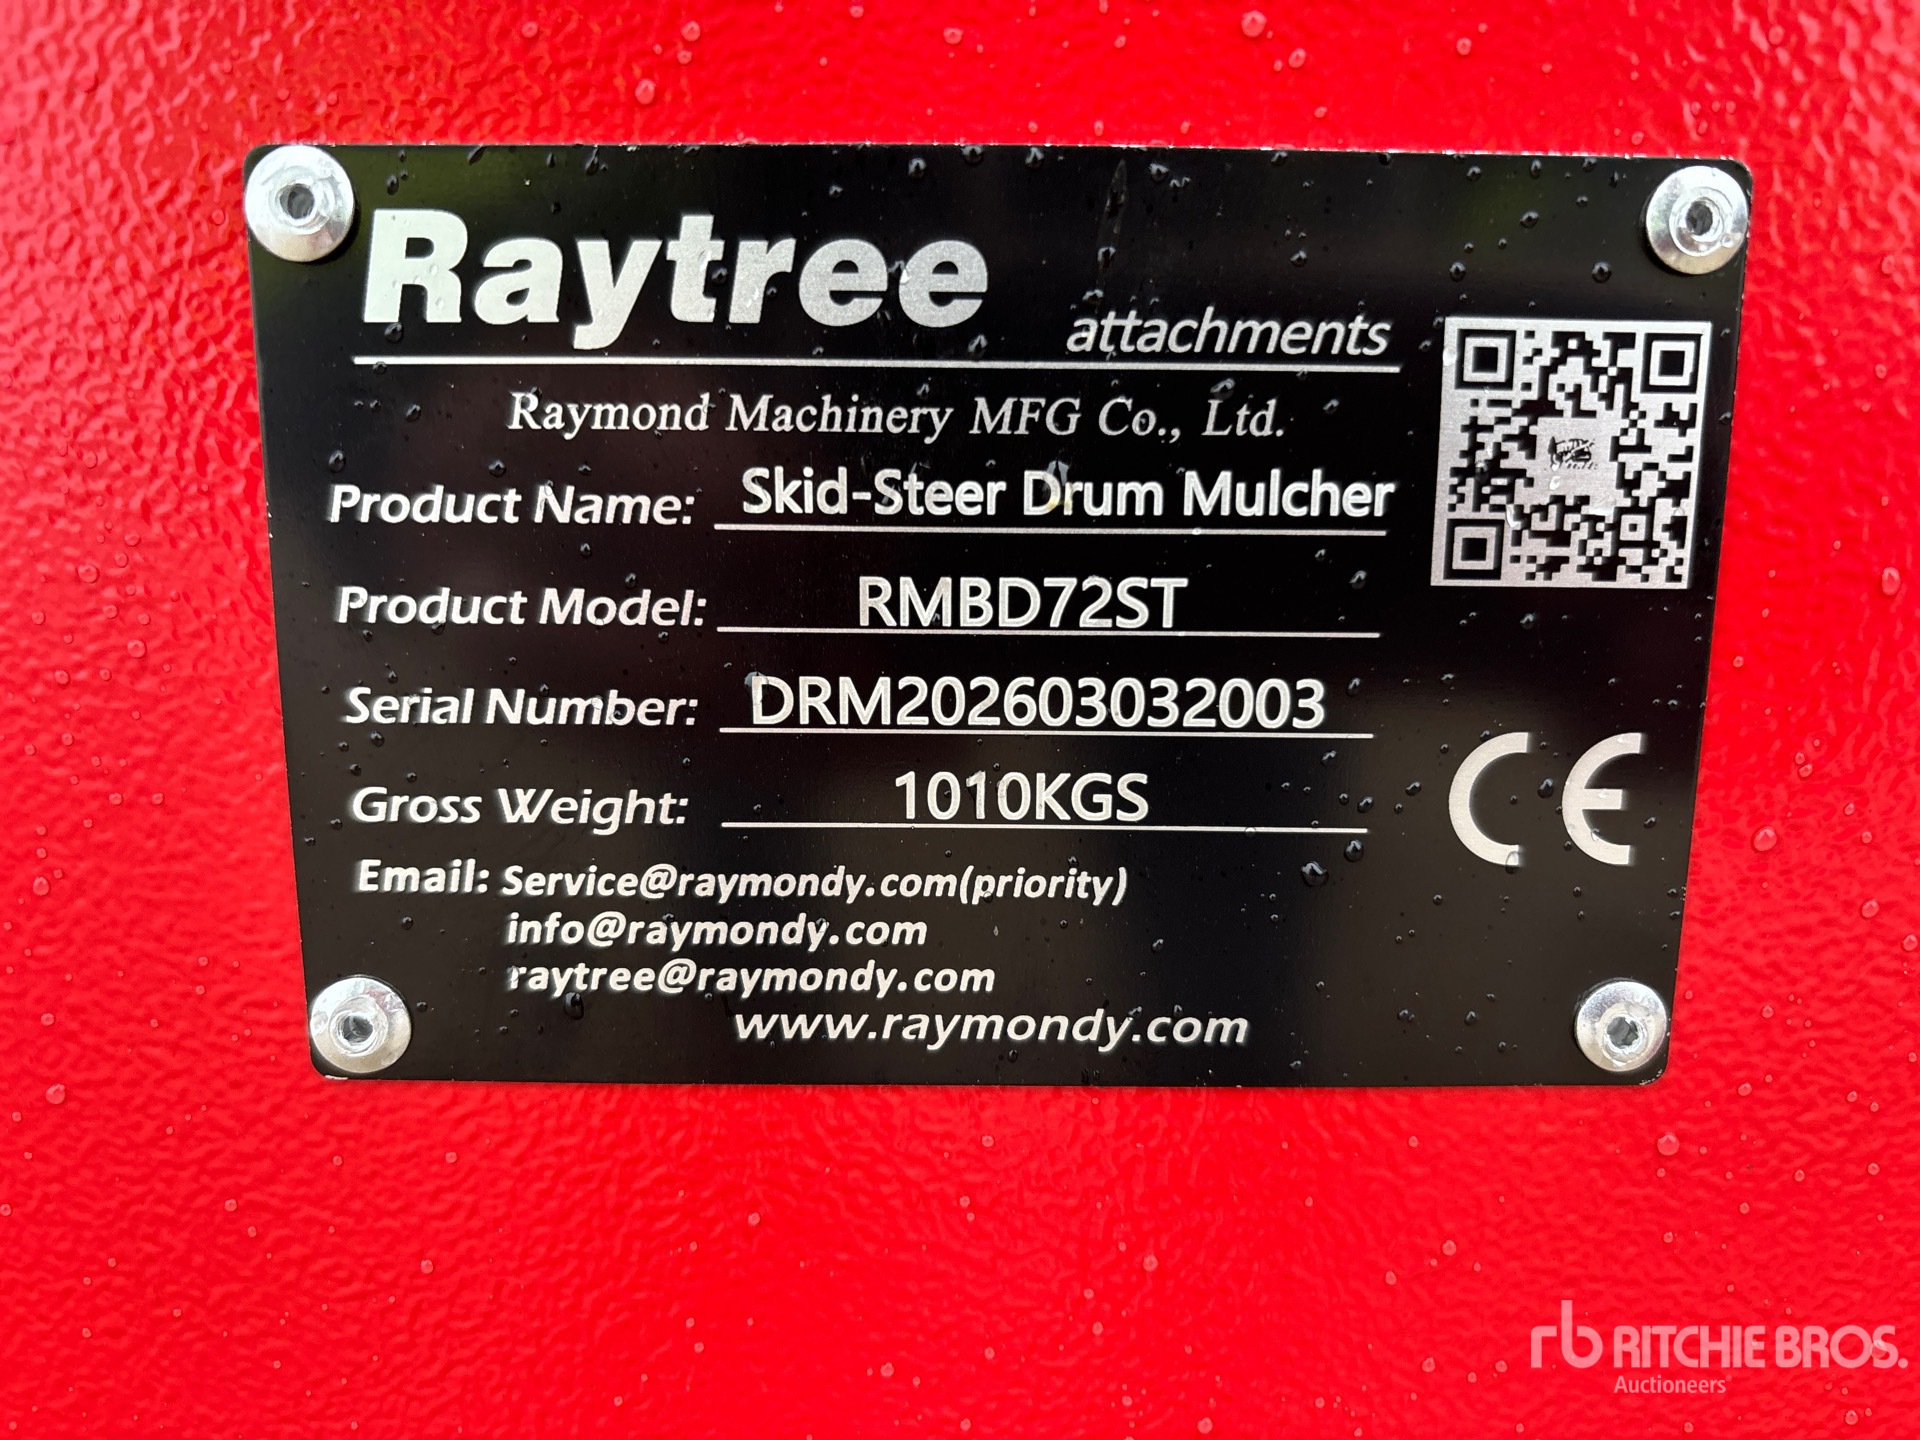 Raytree
attachments
Raymond Machinery MFG Co., Ltd.
Product Name: Skid-Steer Drum Mulcher
Product Model: RMBD72ST
Serial Number: DRM202603032003
Gross Weight: 1010KGS
CE
Email: Service@raymondy.com(priority)
info@raymondy.com
raytree@raymondy.com
www.raymondy.com
rb RITCHIE BROS.
Auctioneers